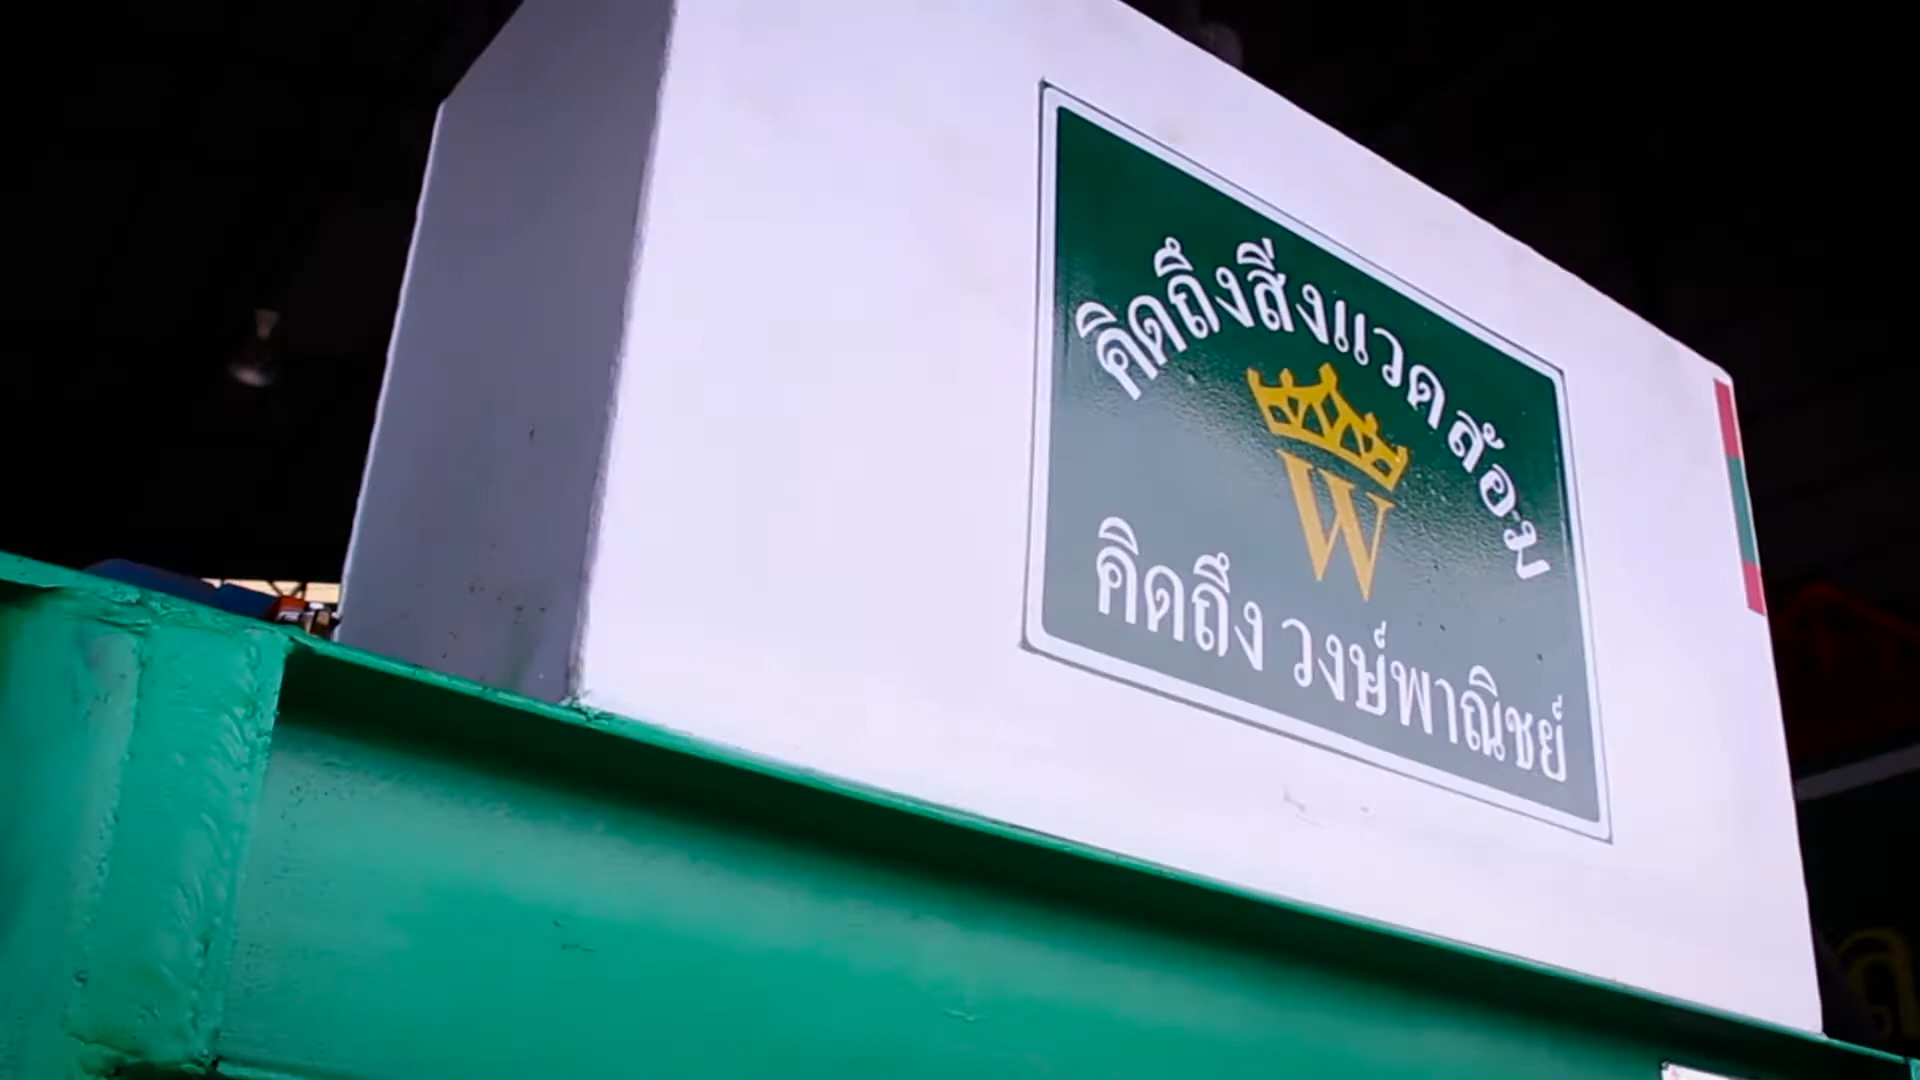 คิดถึงสิ่งแวดล้อม
W
คิดถึง วงษ์พาณิชย์